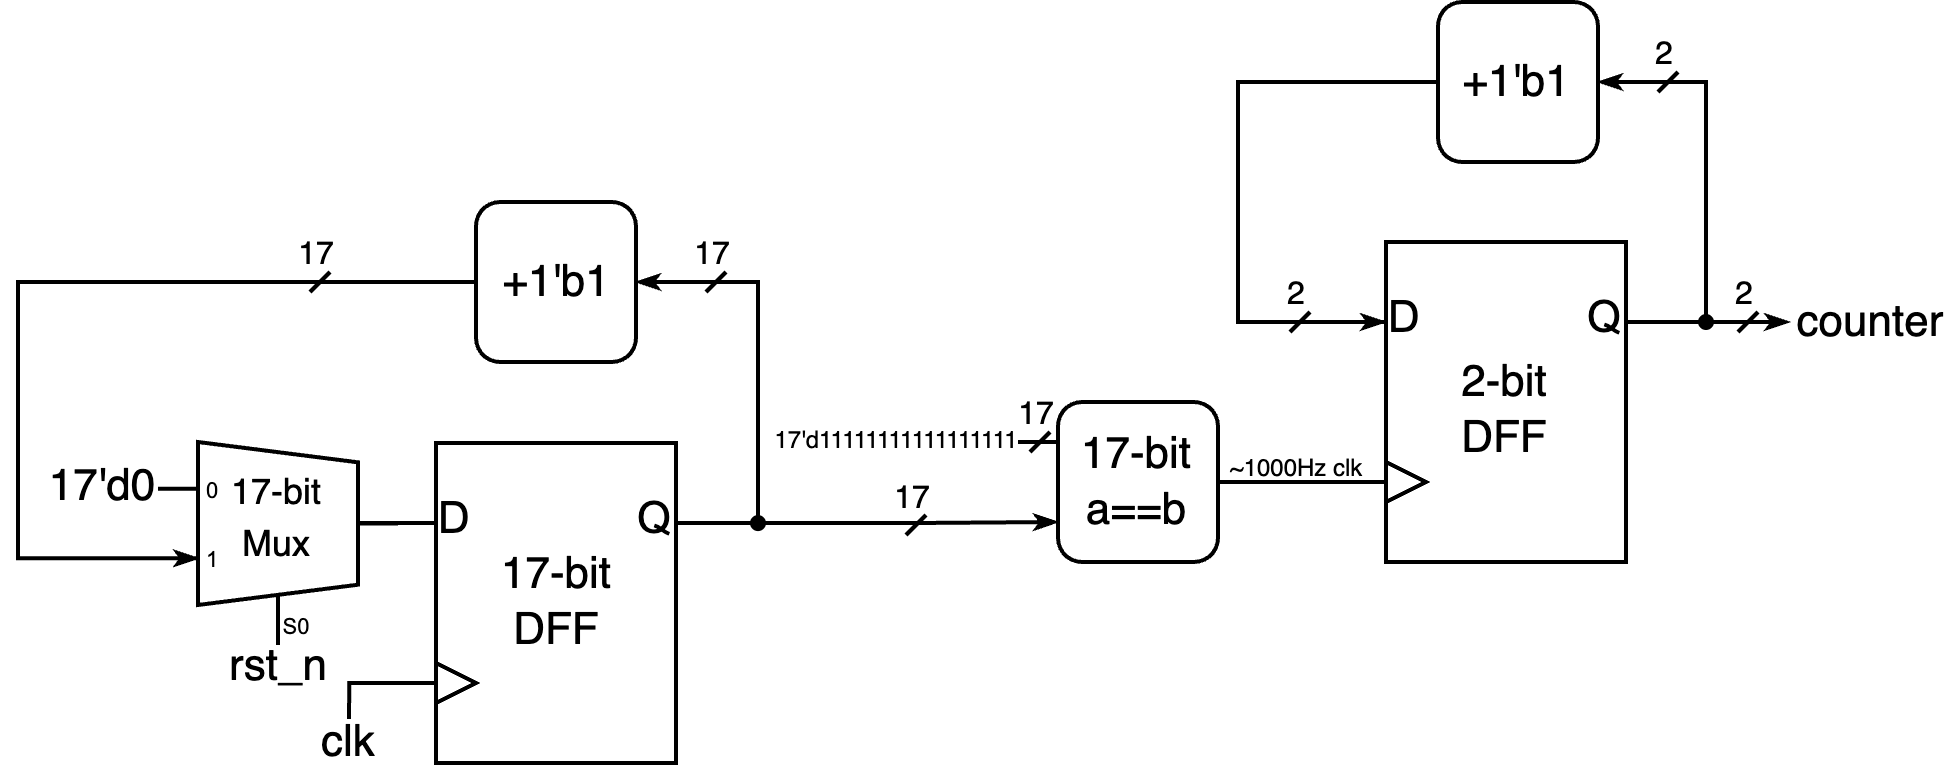 +1'b1
2
17
17
+1'b1
2
D
Q
2
counter
2-bit
DFF
17
17'd11111111111111111
17-bit
a==b
~1000Hz clk
17'd0
0
17-bit
Mux
1
S0
rst_n
D
Q
17
17-bit
DFF
clk